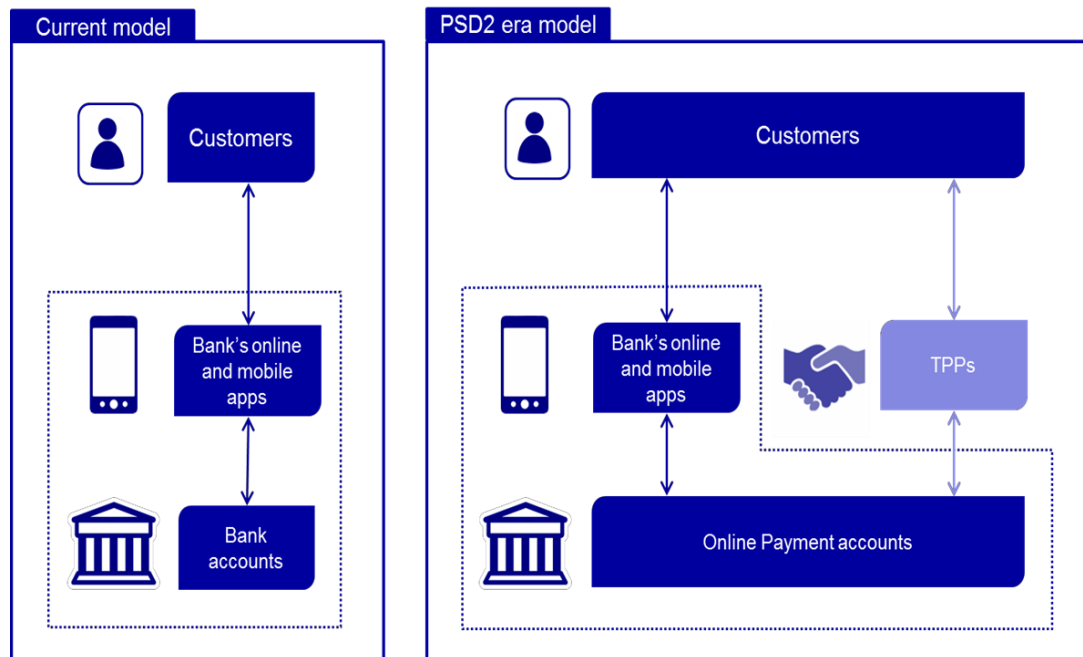 Current model
Customers
Bank's online
and mobile
apps
Bank
accounts
PSD2 era model
Customers
Bank's online
and mobile
apps
TPPs
Online Payment accounts